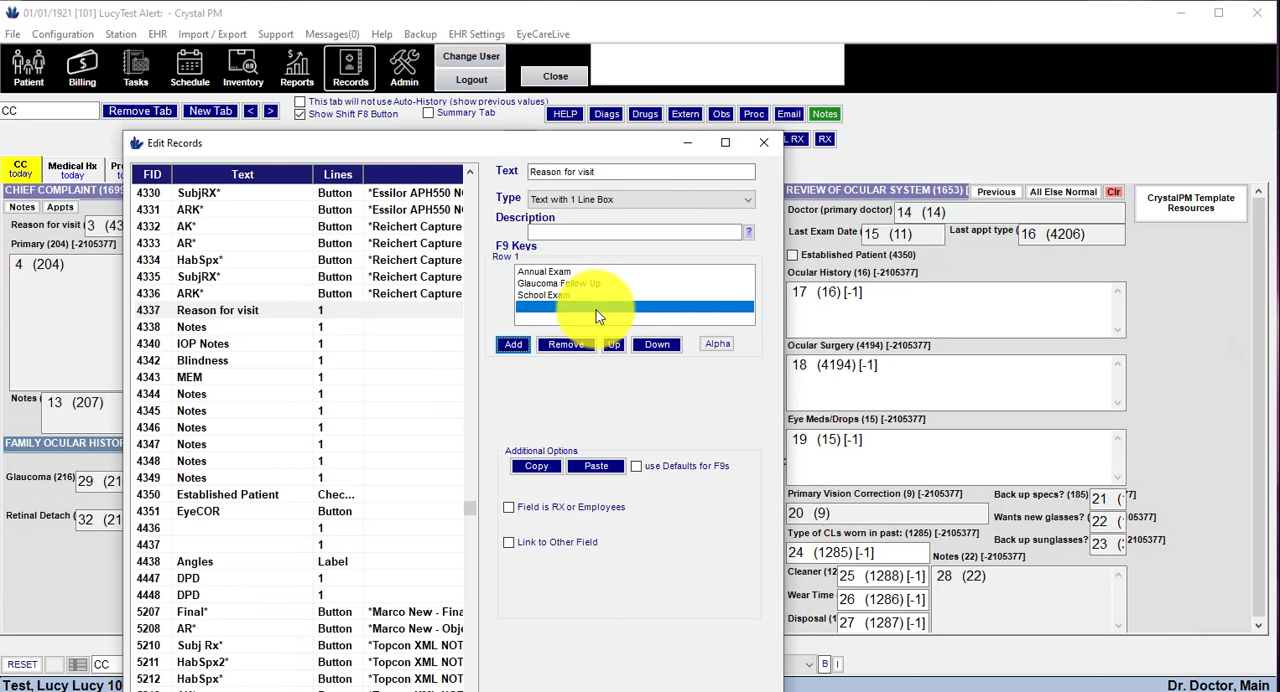 01/01/1921 [101] LucyTest Alert:  - Crystal PM
File Configuration Station EHR Import / Export Support Messages(0) Help Backup EHR Settings EyeCareLive
Patient Billing Tasks Schedule Inventory Reports Records Admin
Change User
Logout
Close
CC
Remove Tab New Tab < >
This tab will not use Auto-History (show previous values)
Show Shift F8 Button Summary Tab
HELP Diags Drugs Extern Obs Proc Email Notes
RX RX
CC today
Medical Hx today
CHIEF COMPLAINT
Notes Appts
Reason for visit 3
Primary (204) [-2105377]
4 (204)
Notes 13 (207)
FAMILY OCULAR HISTOR
Glaucoma (216) 29
Retinal Detach 32
Edit Records
FID Text Lines
4330 SubjRX* Button *Essilor APH550 N
4331 ARK* Button *Essilor APH550 N
4332 AK* Button *Reichert Capture
4333 AR* Button *Reichert Capture
4334 HabSpx* Button *Reichert Capture
4335 SubjRX* Button *Reichert Capture
4336 ARK* Button *Reichert Capture
4337 Reason for visit 1
4338 Notes 1
4340 IOP Notes 1
4342 Blindness 1
4343 MEM 1
4344 Notes 1
4345 Notes 1
4346 Notes 1
4347 Notes 1
4348 Notes 1
4349 Notes 1
4350 Established Patient Chec...
4351 EyeCOR Button
4436 1
4437 1
4438 Angles Label
4447 DPD 1
4448 DPD 1
5207 Final* Button *Marco New - Fina
5208 AR* Button *Marco New - Obje
5210 Subj Rx* Button *Topcon XML NOT
5211 HabSpx2* Button *Topcon XML NOT
5212 HabSpx* Button *Topcon XML NOT
Text Reason for visit
Type Text with 1 Line Box
Description
?
F9 Keys
Row 1
Annual Exam
Glaucoma Follow Up
School Exam
Add Remove Up Down Alpha
Additional Options
Copy Paste use Defaults for F9s
Field is RX or Employees
Link to Other Field
REVIEW OF OCULAR SYSTEM (1653) [ Previous All Else Normal Clr
Doctor (primary doctor) 14 (14)
Last Exam Date 15 (11) Last appt type 16 (4206)
Established Patient (4350)
Ocular History (16) [-2105377]
17 (16) [-1]
Ocular Surgery (4194) [-2105377]
18 (4194) [-1]
Eye Meds/Drops (15) [-2105377]
19 (15) [-1]
Primary Vision Correction (9) [-2105377]
20 (9)
Back up specs? (185) 21
Wants new glasses? 22 05377]
Back up sunglasses? 23 2105377]
Type of CLs worn in past: (1285) [-2105377]
24 (1285) [-1]
Notes (22) [-2105377]
Cleaner (12 25 (1288) [-1] 28 (22)
Wear Time 26 (1286) [-1]
Disposal (1 27 (1287) [-1]
CrystalPM Template Resources
RESET CC B I
Test, Lucy Lucy 10
Dr. Doctor, Main